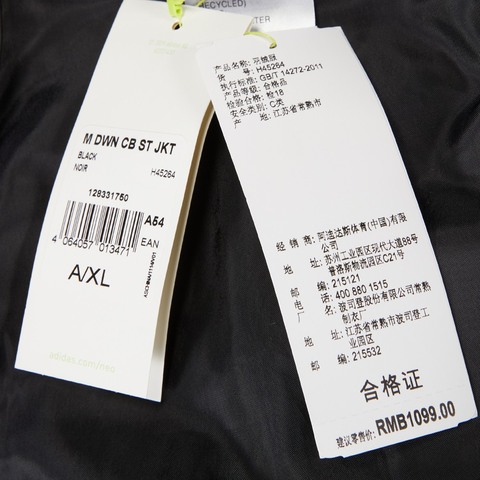 RECYCLED)
M DWN CB ST JKT
BLACK
NOIR H45264
128331750
A54
EAN
4 064057 013471
A/XL
adidas.com/neo
产品名称: 羽绒服
货 号: H45264
执行标准: GB/T 14272-2011
产品等级: 合格品
检验合格: 检18
安全类别: C类
产 地: 江苏省常熟市
经 销 商: 阿迪达斯体育(中国)有限
公司
地 址: 苏州工业园区现代大道88号
普洛斯物流园区C21号
邮 编: 215121
电 话: 400 880 1515
厂 名: 波司登股份有限公司常熟
制衣厂
地 址: 江苏省常熟市波司登工
业园区
邮 编: 215532
合格证
建议零售价: RMB1099.00